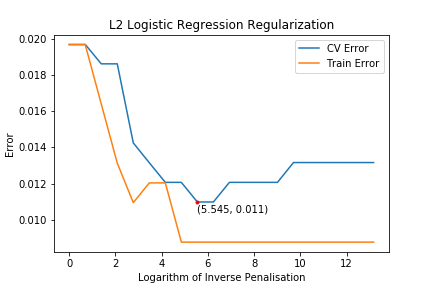 L2 Logistic Regression Regularization
CV Error
Train Error
0.020
0.018
0.016
0.014
0.012
0.010
Error
(5.545, 0.011)
0 2 4 6 8 10 12
Logarithm of Inverse Penalisation